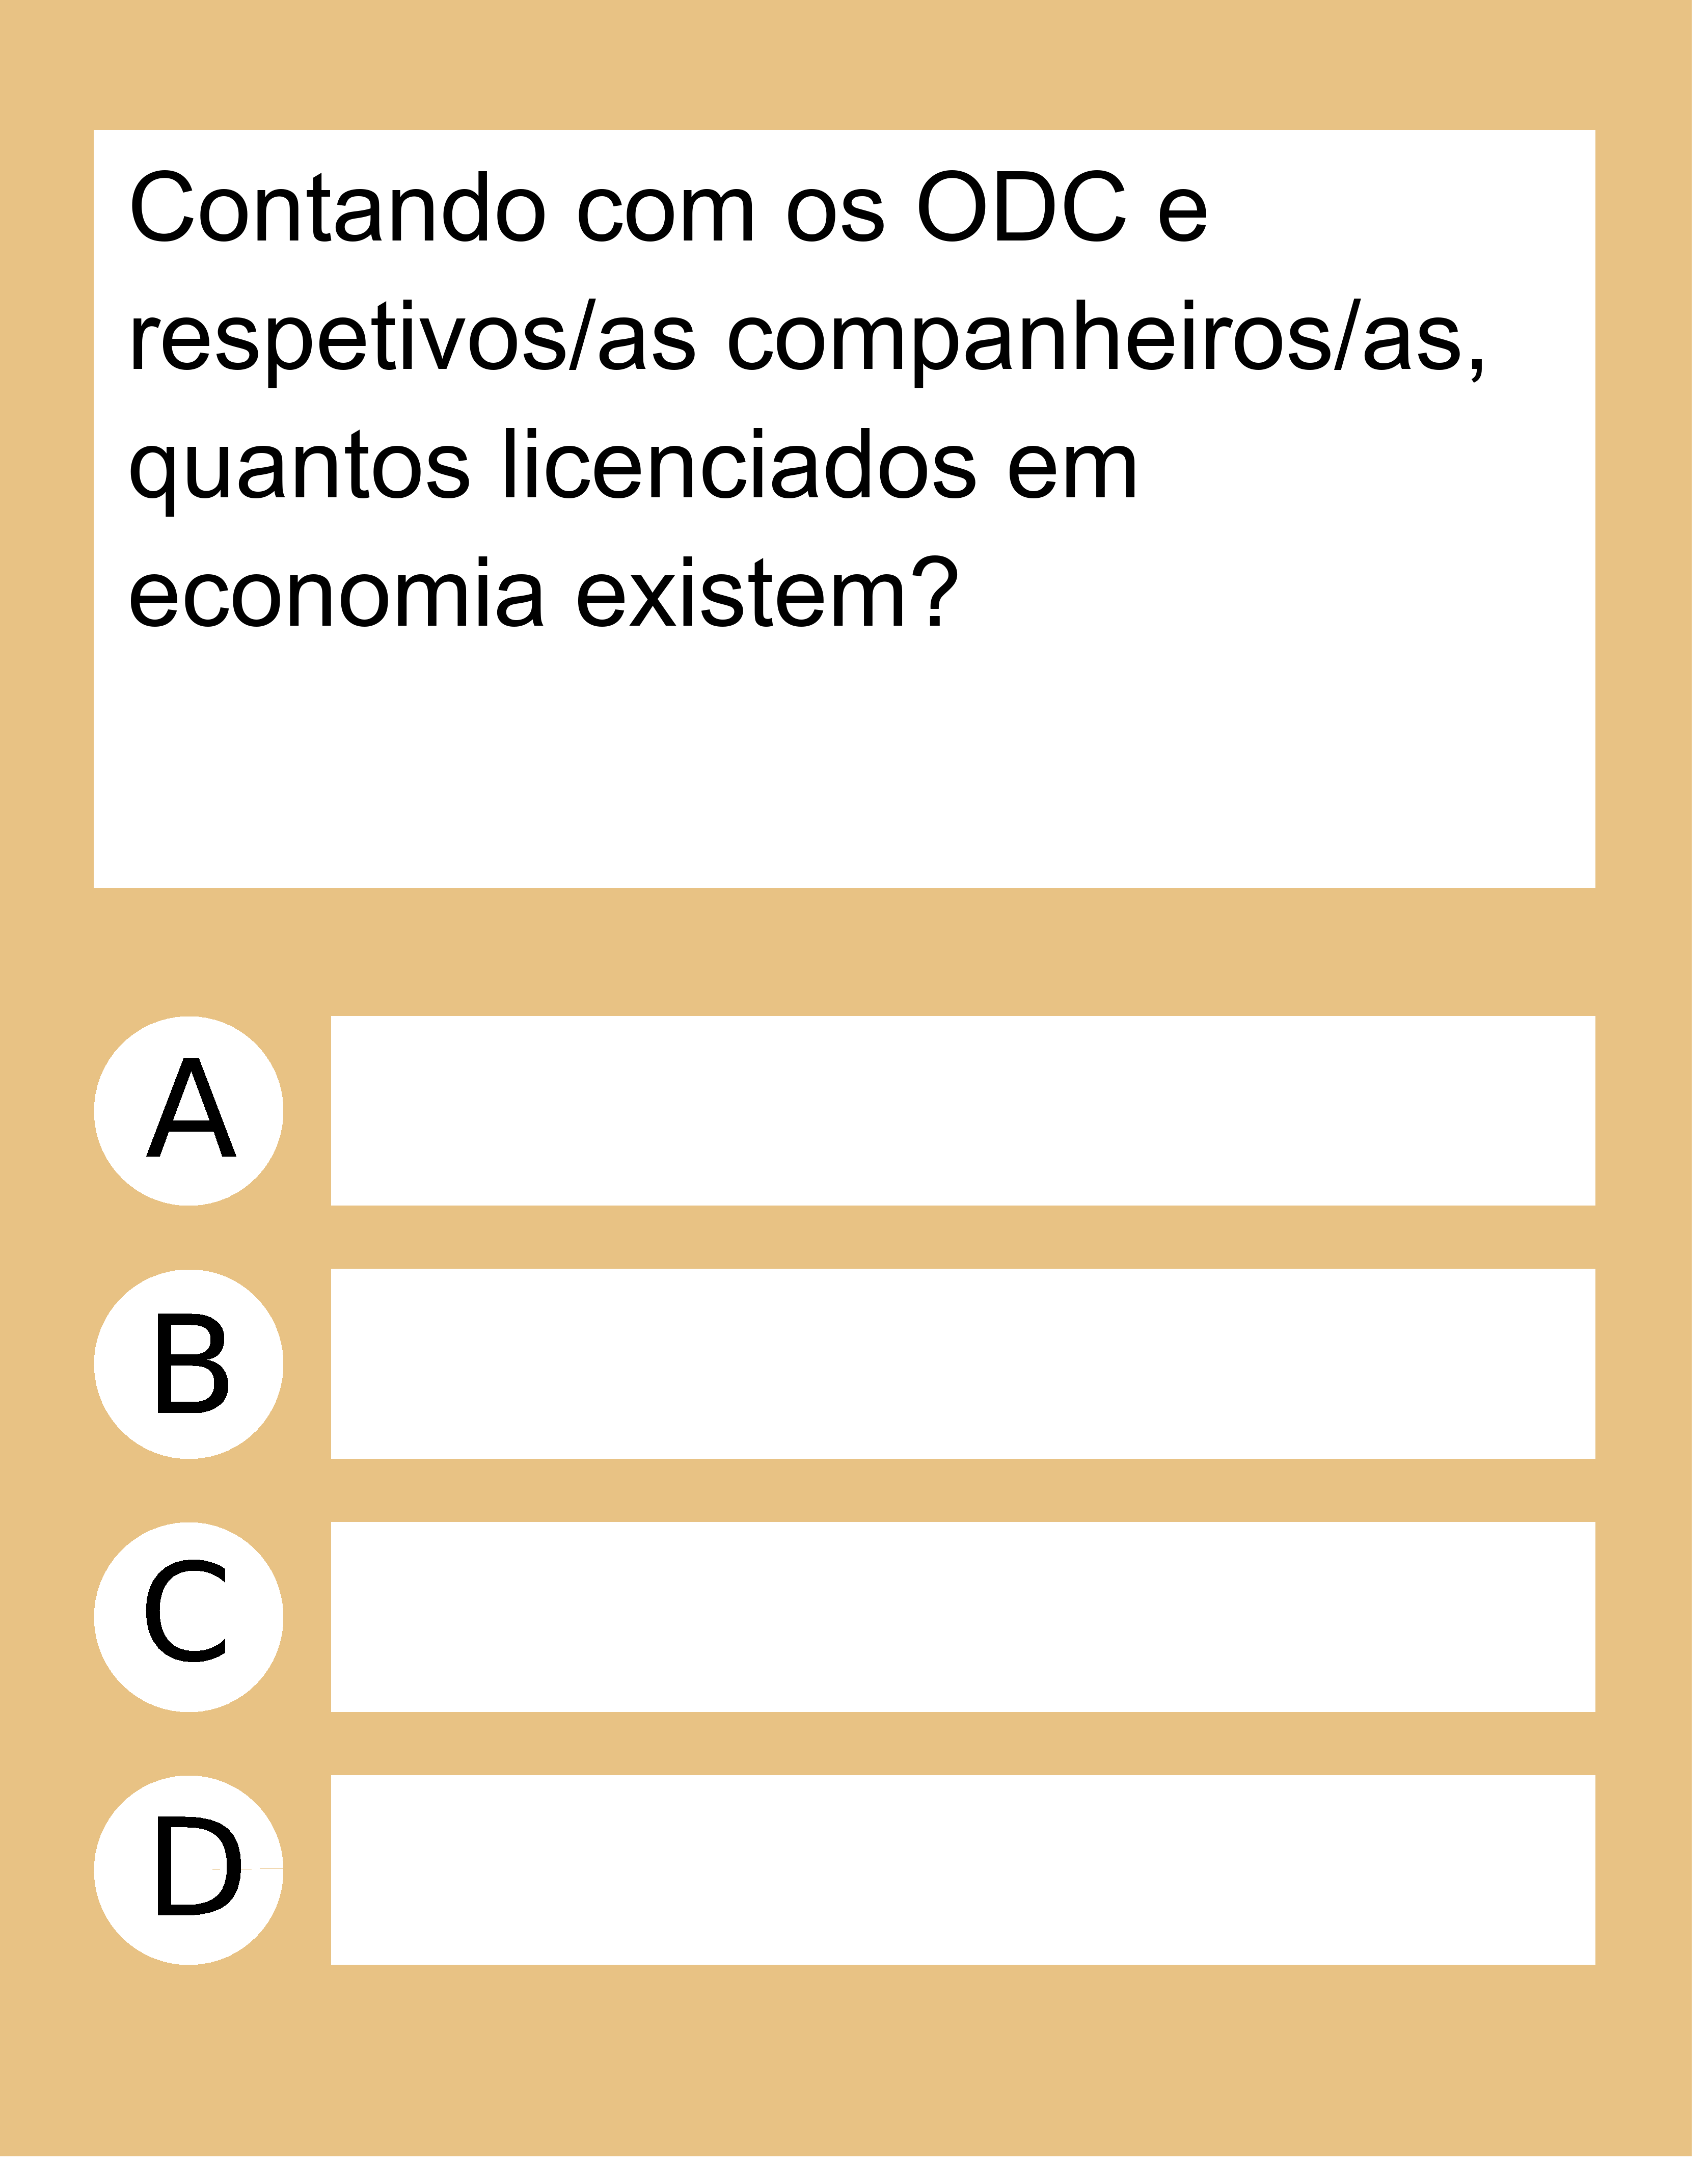 Contando com os ODC e
respetivos/as companheiros/as,
quantos licenciados em
economia existem?
A
B
C
D